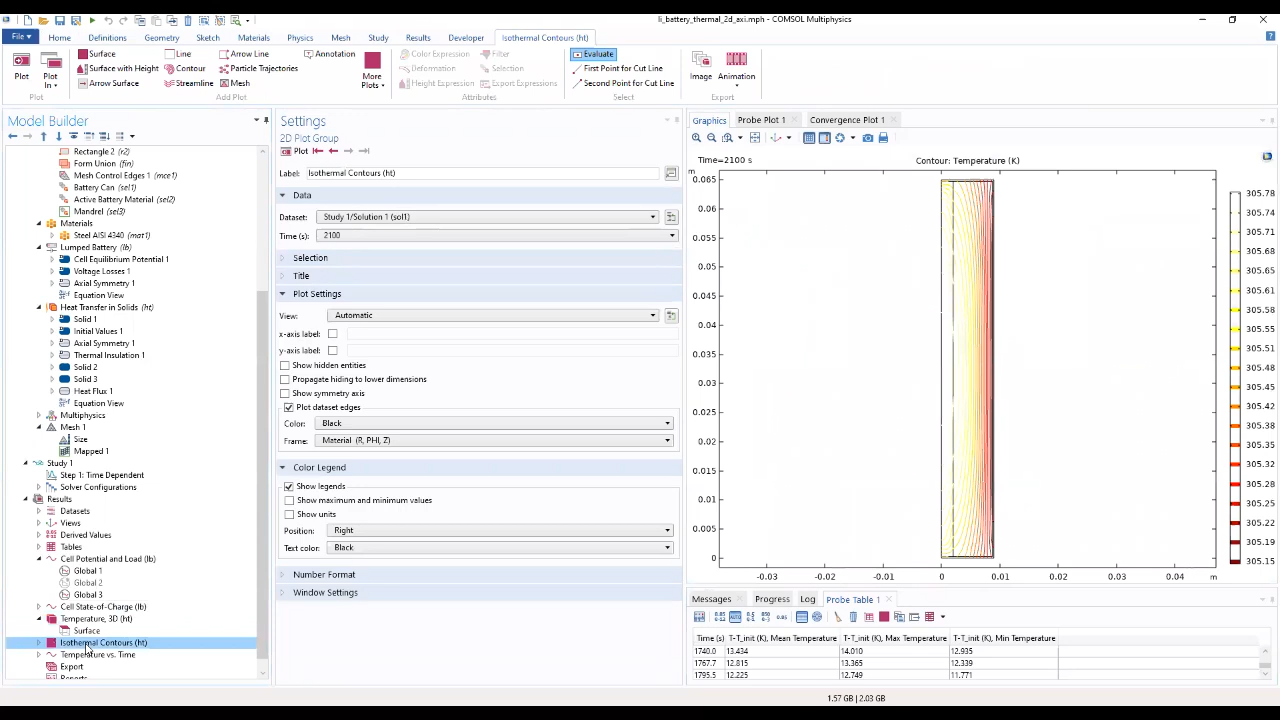 li_battery_thermal_2d_axi.mph - COMSOL Multiphysics
File Home Definitions Geometry Sketch Materials Physics Mesh Study Results Developer Isothermal Contours (ht)
Surface Line Arrow Line Annotation Color Expression Filter Evaluate
Surface with Height Contour Particle Trajectories Deformation Selection First Point for Cut Line
Arrow Surface Streamline Mesh Height Expression Export Expressions Second Point for Cut Line
Plot Plot In More Plots Image Animation
Plot Add Plot Attributes Select Export
Model Builder
Rectangle 2 (r2)
Form Union (fin)
Mesh Control Edges 1 (mce1)
Battery Can (sel1)
Active Battery Material (sel2)
Mandrel (sel3)
Materials
Steel AISI 4340 (mat1)
Lumped Battery (lb)
Cell Equilibrium Potential 1
Voltage Losses 1
Axial Symmetry 1
Equation View
Heat Transfer in Solids (ht)
Solid 1
Initial Values 1
Axial Symmetry 1
Thermal Insulation 1
Solid 2
Solid 3
Heat Flux 1
Equation View
Multiphysics
Mesh 1
Size
Mapped 1
Study 1
Step 1: Time Dependent
Solver Configurations
Results
Datasets
Views
Derived Values
Tables
Cell Potential and Load (lb)
Global 1
Global 2
Global 3
Cell State-of-Charge (lb)
Temperature, 3D (ht)
Surface
Isothermal Contours (ht)
Temperature vs. Time
Export
Reports
Settings
2D Plot Group
Plot
Label: Isothermal Contours (ht)
Data
Dataset: Study 1/Solution 1 (sol1)
Time (s): 2100
Selection
Title
Plot Settings
View: Automatic
x-axis label:
y-axis label:
Show hidden entities
Propagate hiding to lower dimensions
Show symmetry axis
Plot dataset edges
Color: Black
Frame: Material (R, PHI, Z)
Color Legend
Show legends
Show maximum and minimum values
Show units
Position: Right
Text color: Black
Number Format
Window Settings
Graphics Probe Plot 1 Convergence Plot 1
Time=2100 s Contour: Temperature (K)
m
0.065
0.06
0.055
0.05
0.045
0.04
0.035
0.03
0.025
0.02
0.015
0.01
0.005
0
-0.03 -0.02 -0.01 0 0.01 0.02 0.03 0.04 m
305.78
305.74
305.71
305.65
305.61
305.58
305.55
305.51
305.48
305.42
305.38
305.35
305.32
305.28
305.25
305.19
305.15
Messages Progress Log Probe Table 1
Time (s) T-T_init (K), Mean Temperature T-T_init (K), Max Temperature T-T_init (K), Min Temperature
1740.0 13.434 14.010 12.935
1767.7 12.815 13.365 12.339
1795.5 12.225 12.749 11.771
1.57 GB | 2.03 GB